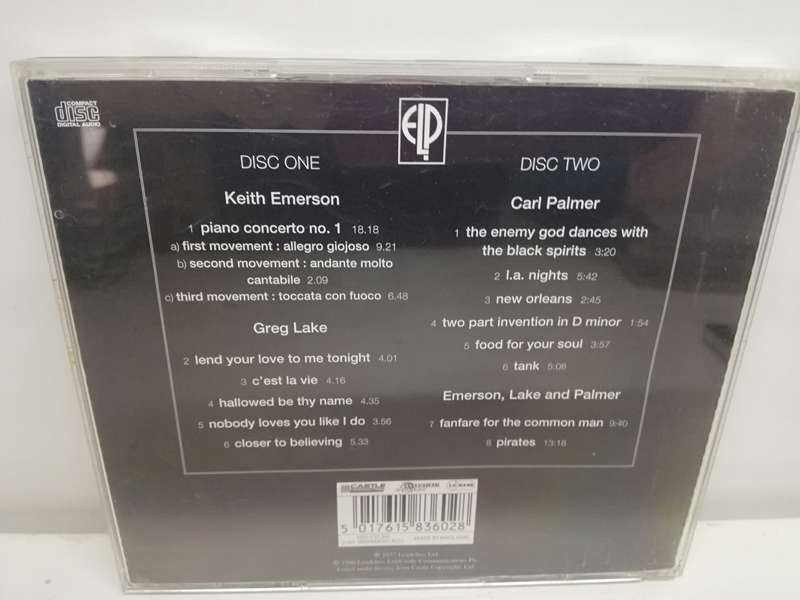 COMPACT
disc
DIGITAL AUDIO
ELP
DISC ONE
Keith Emerson
1 piano concerto no. 1 18.18
a) first movement : allegro giojoso 9.21
b) second movement : andante molto
cantabile 2.09
c) third movement : toccata con fuoco 6.48
Greg Lake
2 lend your love to me tonight 4.01
3 c'est la vie 4.16
4 hallowed be thy name 4.35
5 nobody loves you like I do 3.56
6 closer to believing 5.33
DISC TWO
Carl Palmer
1 the enemy god dances with
the black spirits 3:20
2 l.a. nights 5:42
3 new orleans 2:45
4 two part invention in D minor 1:54
5 food for your soul 3:57
6 tank 5:08
Emerson, Lake and Palmer
7 fanfare for the common man 9:40
8 pirates 13:18
CASTLE
5 017615 836028
MADE IN ENGLAND